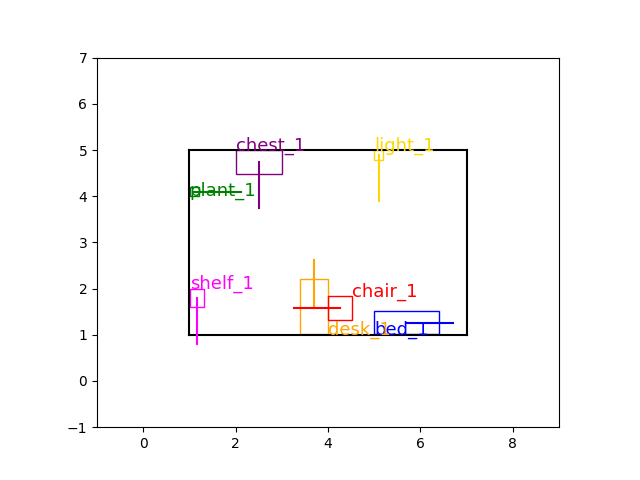 7
6
5
4
3
2
1
0
−1
chest_1
light_1
plant_1
shelf_1
chair_1
desk_1
bed_1
0 2 4 6 8